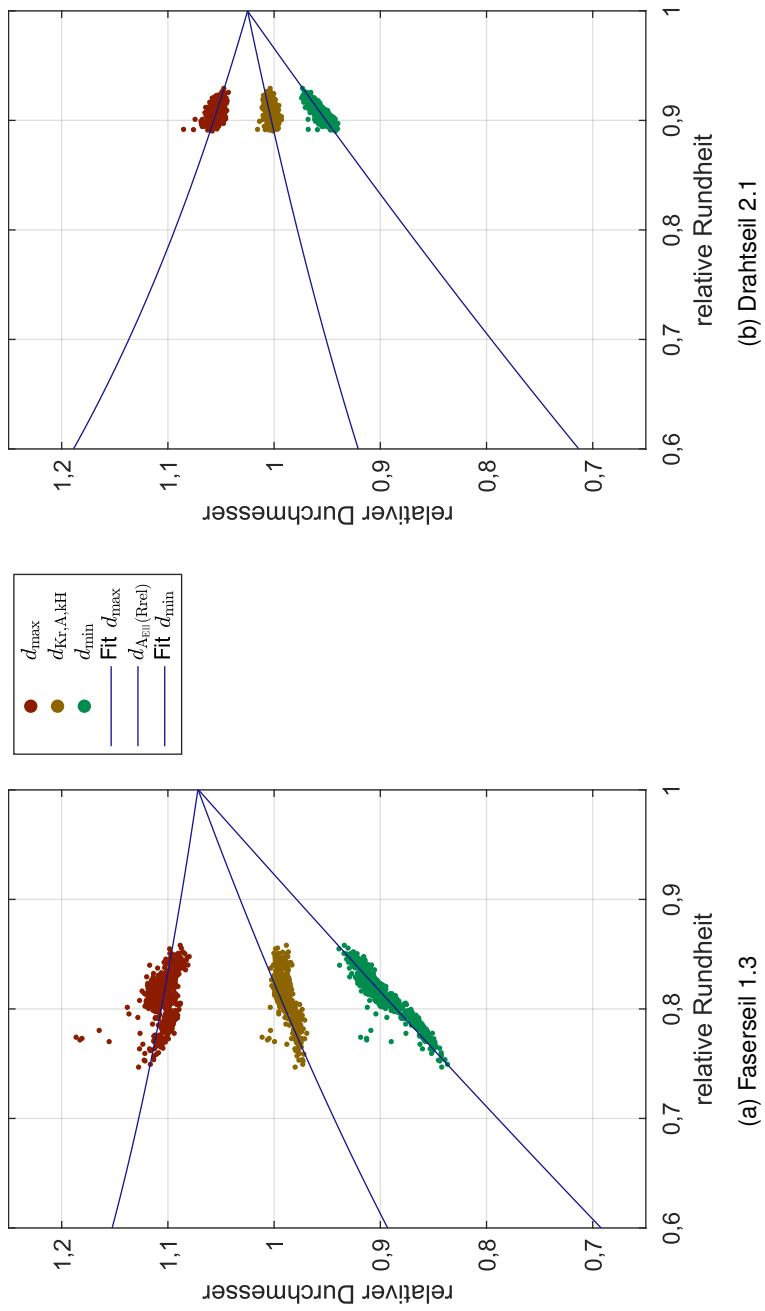 1,2
1,1
1
0,9
0,8
0,7
0,6
0,7
0,8
0,9
1
relativer Durchmesser
relative Rundheit
(a) Faserseil 1.3
d_max
d_Kr,A,kH
d_min
Fit d_max
d_A_Ell(Rrel)
Fit d_min
1,2
1,1
1
0,9
0,8
0,7
0,6
0,7
0,8
0,9
1
relativer Durchmesser
relative Rundheit
(b) Drahtseil 2.1